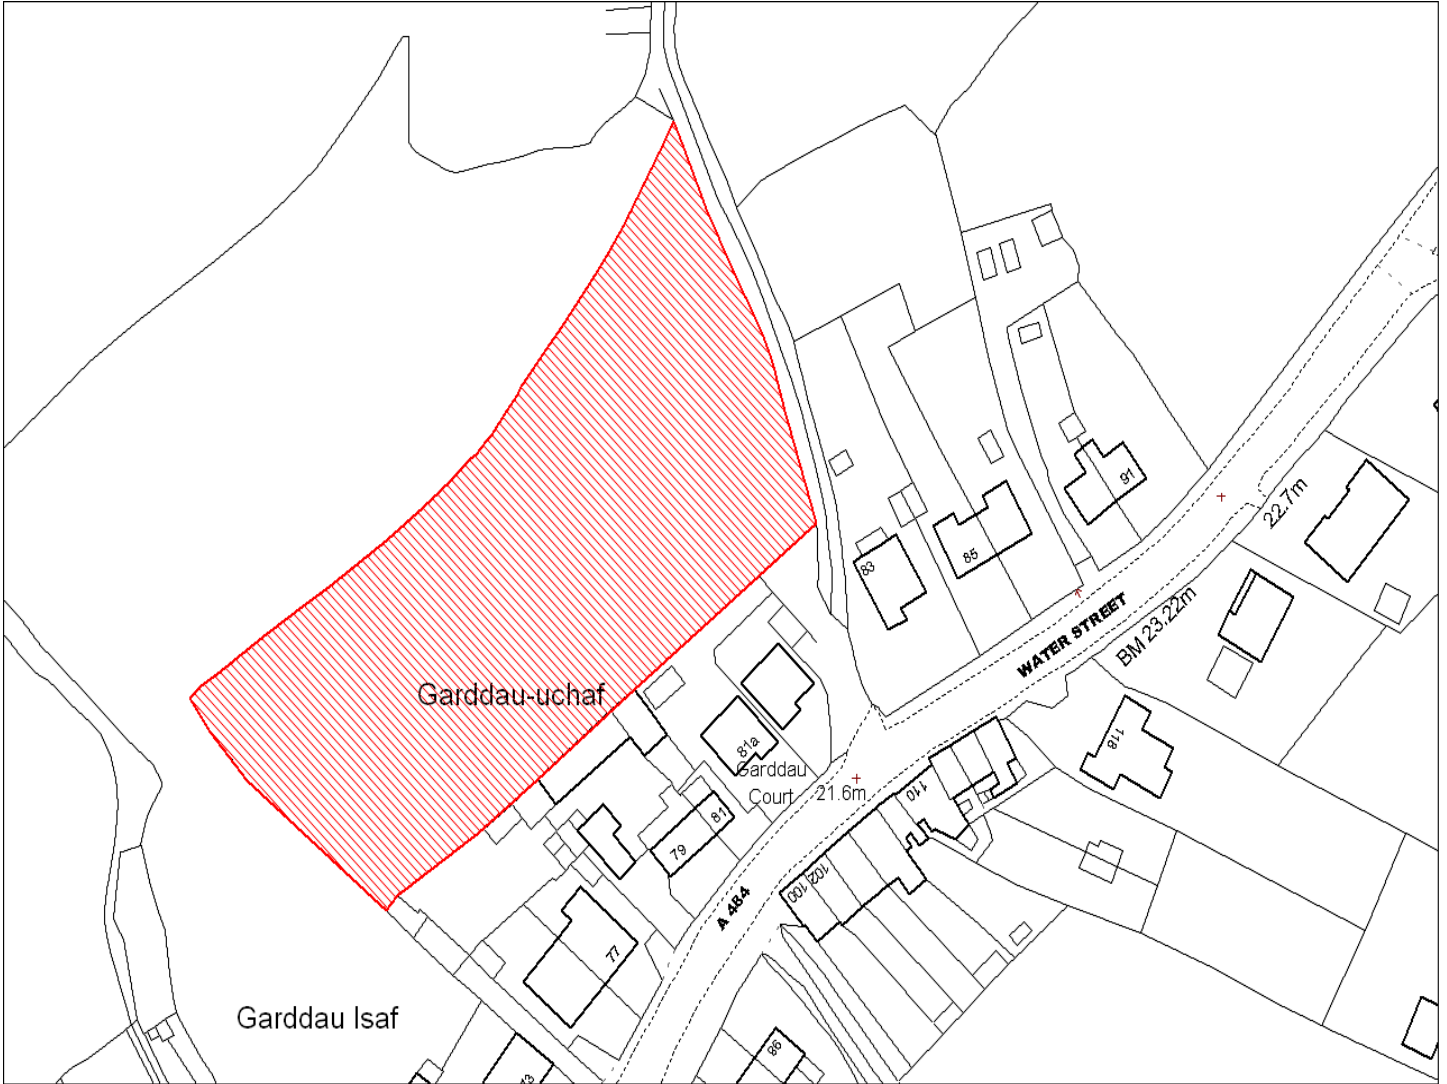 91
22.7m
85
83
WATER STREET
BM 23.22m
Garddau-uchaf
118
81a
Garddau
Court
21.6m
110
81
79
102
100
A 484
77
Garddau Isaf
86